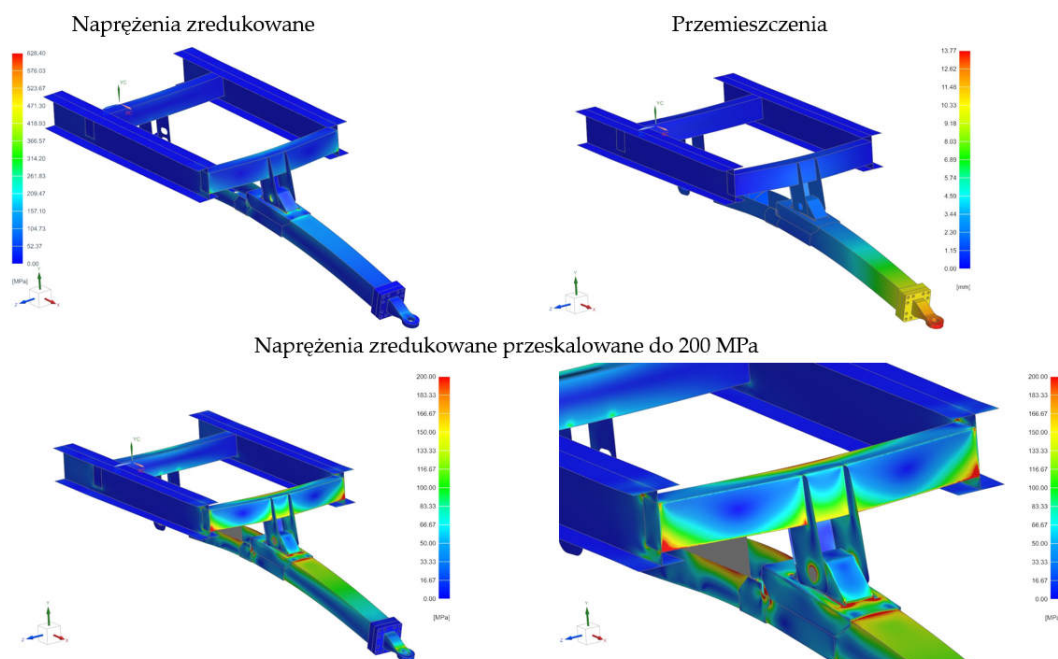 Naprężenia zredukowane
Przemieszczenia
628.40
576.03
523.67
471.30
418.93
366.57
314.20
261.83
209.47
157.10
104.73
52.37
0.00
[MPa]
YC
Y
Z
X
13.77
12.62
11.48
10.33
9.18
8.03
6.89
5.74
4.59
3.44
2.30
1.15
0.00
[mm]
YC
Y
Z
X
Naprężenia zredukowane przeskalowane do 200 MPa
200.00
183.33
166.67
150.00
133.33
116.67
100.00
83.33
66.67
50.00
33.33
16.67
0.00
[MPa]
YC
Y
Z
X
200.00
183.33
166.67
150.00
133.33
116.67
100.00
83.33
66.67
50.00
33.33
16.67
0.00
[MPa]
Y
Z
X